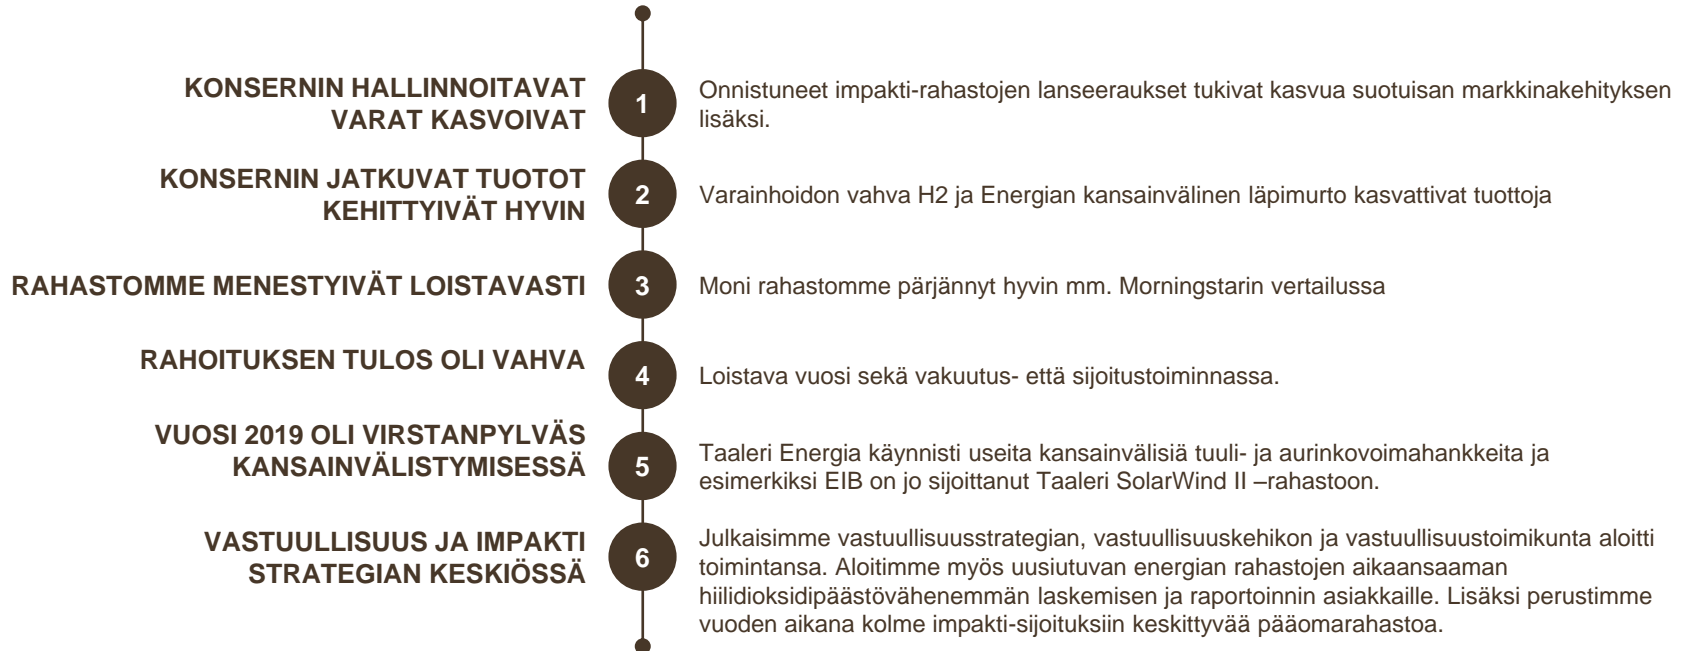 KONSERNIN HALLINNOITAVAT
VARAT KASVOIVAT
1
Onnistuneet impakti-rahastojen lanseeraukset tukivat kasvua suotuisan markkinakehityksen
lisäksi.
KONSERNIN JATKUVAT TUOTOT
KEHITTYIVÄT HYVIN
2
Varainhoidon vahva H2 ja Energian kansainvälinen läpimurto kasvattivat tuottoja
RAHASTOMME MENESTYIVÄT LOISTAVASTI
3
Moni rahastomme pärjännyt hyvin mm. Morningstarin vertailussa
RAHOITUKSEN TULOS OLI VAHVA
4
Loistava vuosi sekä vakuutus- että sijoitustoiminnassa.
VUOSI 2019 OLI VIRSTANPYLVÄS
KANSAINVÄLISTYMISESSÄ
5
Taaleri Energia käynnisti useita kansainvälisiä tuuli- ja aurinkovoimahankkeita ja
esimerkiksi EIB on jo sijoittanut Taaleri SolarWind II –rahastoon.
VASTUULLISUUS JA IMPAKTI
STRATEGIAN KESKIÖSSÄ
6
Julkaisimme vastuullisuusstrategian, vastuullisuuskehikon ja vastuullisuustoimikunta aloitti
toimintansa. Aloitimme myös uusiutuvan energian rahastojen aikaansaaman
hiilidioksidipäästövähenemmän laskemisen ja raportoinnin asiakkaille. Lisäksi perustimme
vuoden aikana kolme impakti-sijoituksiin keskittyvää pääomarahastoa.